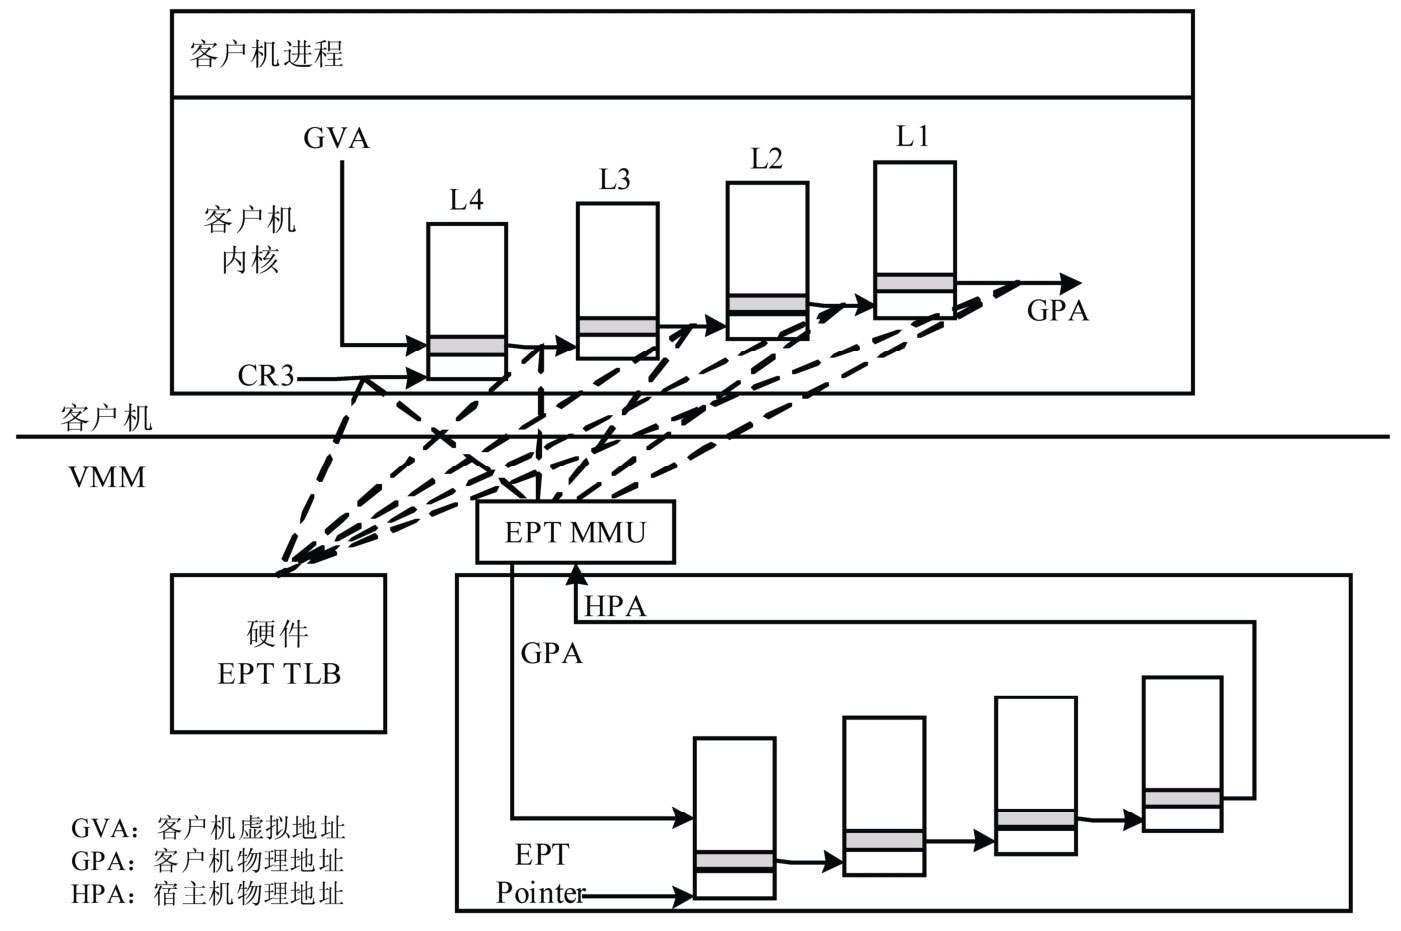 客户机进程
GVA
L4
L3
L2
L1
客户机
内核
GPA
CR3
客户机
VMM
EPT MMU
HPA
GPA
硬件
EPT TLB
EPT
Pointer
GVA：客户机虚拟地址
GPA：客户机物理地址
HPA：宿主机物理地址